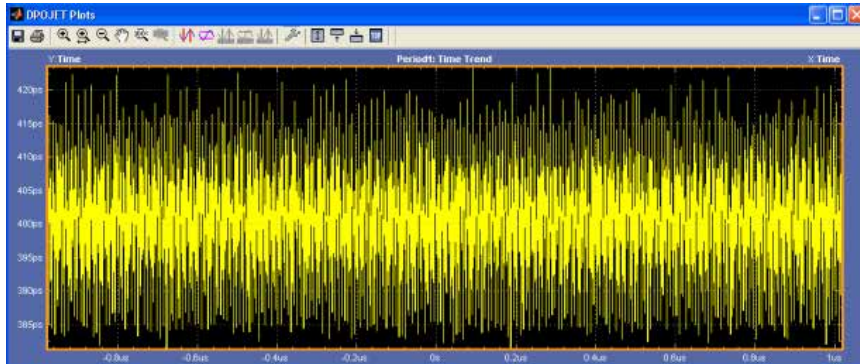 DPOJET Plots
Y: Time
Period1: Time Trend
X: Time
420ps
415ps
410ps
405ps
400ps
395ps
390ps
385ps
-0.8us
-0.6us
-0.4us
-0.2us
0s
0.2us
0.4us
0.6us
0.8us
1us